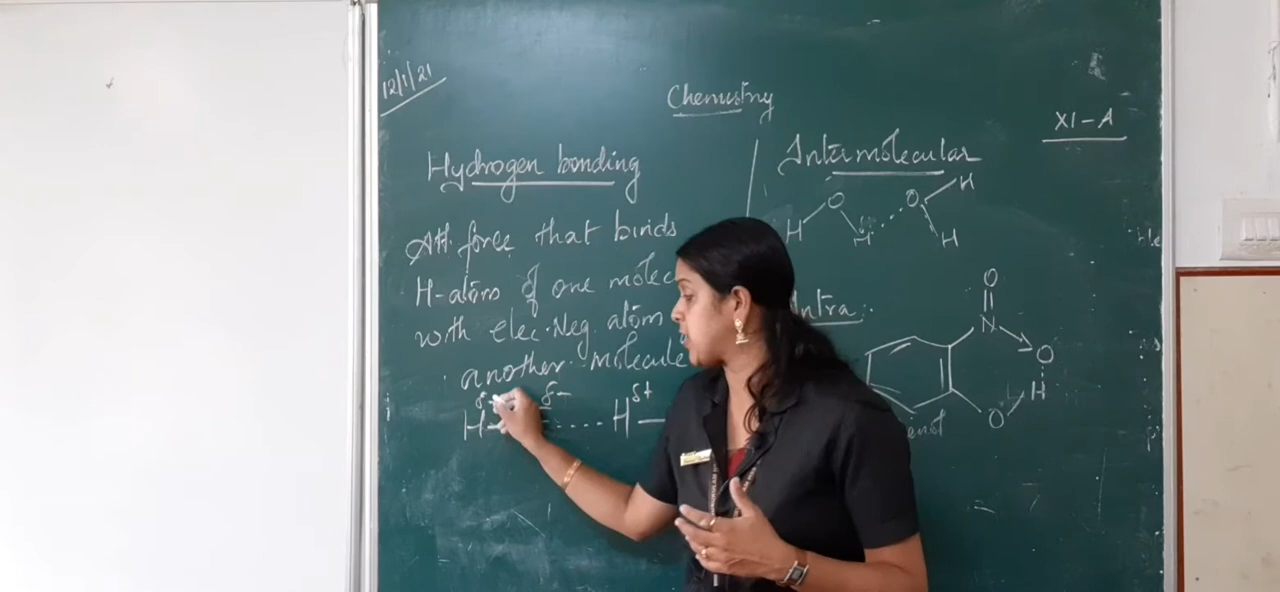 12/1/21
Chemistry
XI-A
Hydrogen bonding
Att. force that binds
H-atom of one molec
with elec. Neg. atom
another molecule
δ-
H
H δ+
Intermolecular
O O H
H H H
Intra
O
N
O
H
O